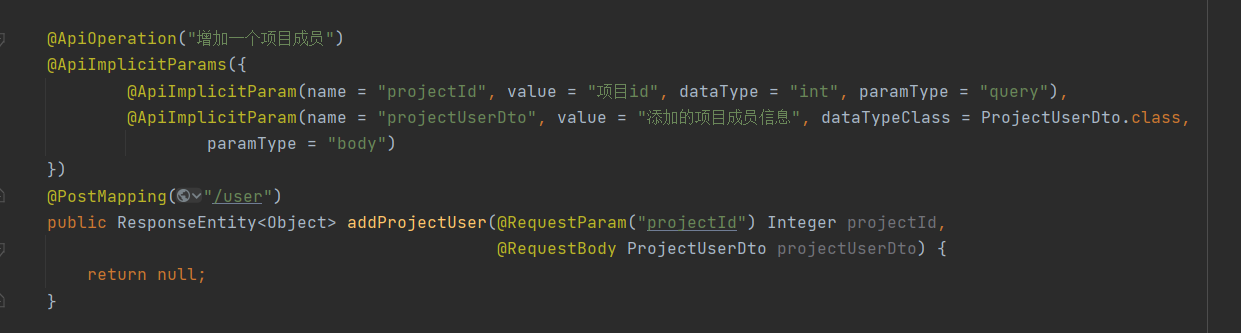 @ApiOperation("增加一个项目成员")
@ApiImplicitParams({
@ApiImplicitParam(name = "projectId", value = "项目id", dataType = "int", paramType = "query"),
@ApiImplicitParam(name = "projectUserDto", value = "添加的项目成员信息", dataTypeClass = ProjectUserDto.class,
paramType = "body")
})
@PostMapping("/user")
public ResponseEntity<Object> addProjectUser(@RequestParam("projectId") Integer projectId,
@RequestBody ProjectUserDto projectUserDto) {
return null;
}